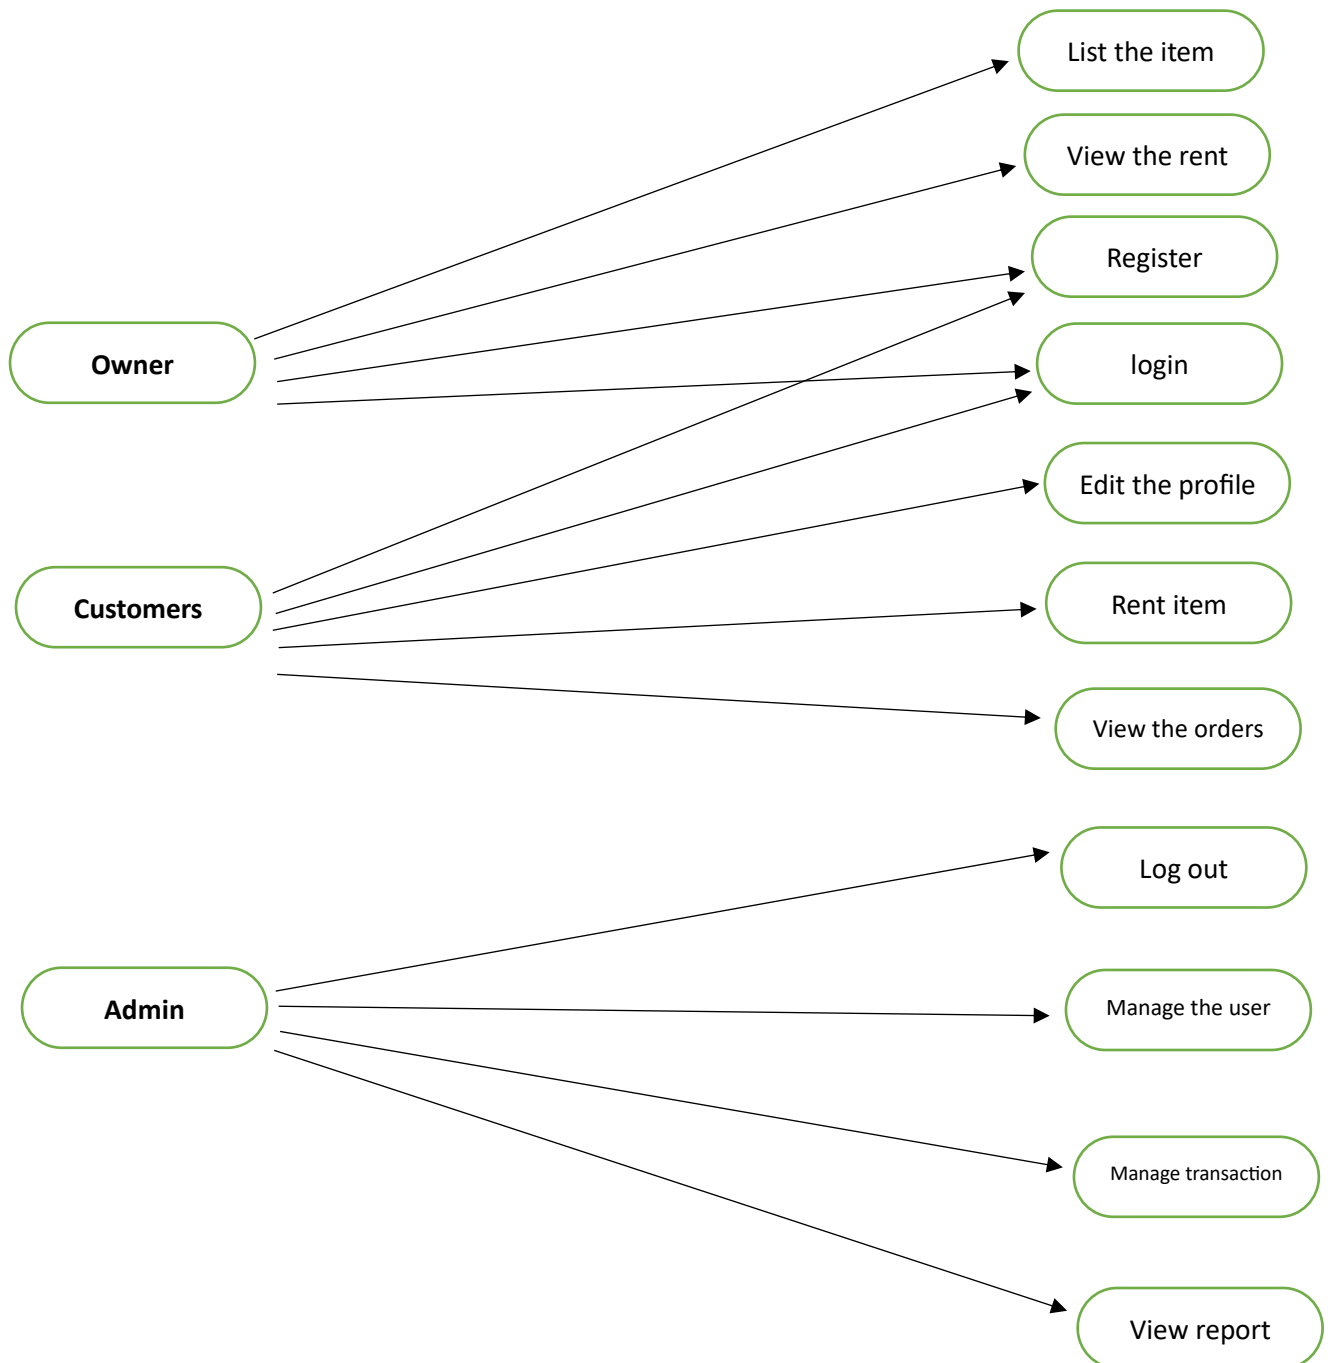 List the item
View the rent
Register
Owner
login
Edit the profile
Customers
Rent item
View the orders
Log out
Admin
Manage the user
Manage transaction
View report